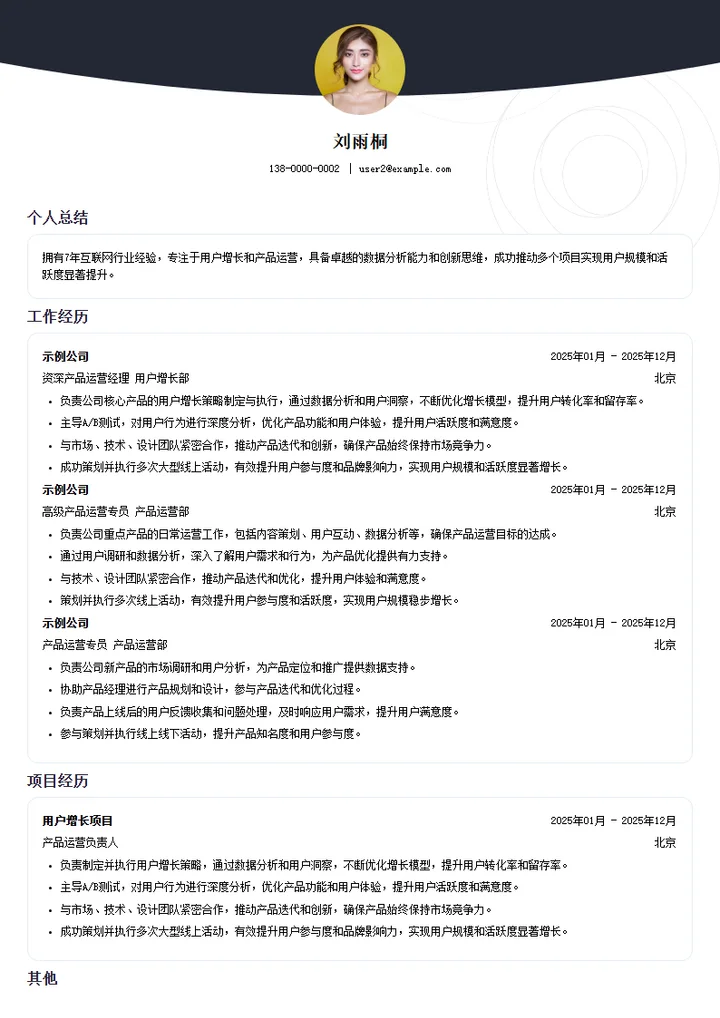 刘雨桐
138-0000-0002 | user2@example.com
个人总结
拥有7年互联网行业经验，专注于用户增长和产品运营，具备卓越的数据分析能力和创新思维，成功推动多个项目实现用户规模和活
跃度显著提升。
工作经历
示例公司 2025年01月 - 2025年12月
资深产品运营经理 用户增长部 北京
• 负责公司核心产品的用户增长策略制定与执行，通过数据分析和用户洞察，不断优化增长模型，提升用户转化率和留存率。
• 主导A/B测试，对用户行为进行深度分析，优化产品功能和用户体验，提升用户活跃度和满意度。
• 与市场、技术、设计团队紧密合作，推动产品迭代和创新，确保产品始终保持市场竞争力。
• 成功策划并执行多次大型线上活动，有效提升用户参与度和品牌影响力，实现用户规模和活跃度显著增长。
示例公司 2025年01月 - 2025年12月
高级产品运营专员 产品运营部 北京
• 负责公司重点产品的日常运营工作，包括内容策划、用户互动、数据分析等，确保产品运营目标的达成。
• 通过用户调研和数据分析，深入了解用户需求和行为，为产品优化提供有力支持。
• 与技术、设计团队紧密合作，推动产品迭代和优化，提升用户体验和满意度。
• 策划并执行多次线上活动，有效提升用户参与度和活跃度，实现用户规模稳步增长。
示例公司 2025年01月 - 2025年12月
产品运营专员 产品运营部 北京
• 负责公司新产品的市场调研和用户分析，为产品定位和推广提供数据支持。
• 协助产品经理进行产品规划和设计，参与产品迭代和优化过程。
• 负责产品上线后的用户反馈收集和问题处理，及时响应用户需求，提升用户满意度。
• 参与策划并执行线上线下活动，提升产品知名度和用户参与度。
项目经历
用户增长项目 2025年01月 - 2025年12月
产品运营负责人 北京
• 负责制定并执行用户增长策略，通过数据分析和用户洞察，不断优化增长模型，提升用户转化率和留存率。
• 主导A/B测试，对用户行为进行深度分析，优化产品功能和用户体验，提升用户活跃度和满意度。
• 与市场、技术、设计团队紧密合作，推动产品迭代和创新，确保产品始终保持市场竞争力。
• 成功策划并执行多次大型线上活动，有效提升用户参与度和品牌影响力，实现用户规模和活跃度显著增长。
其他